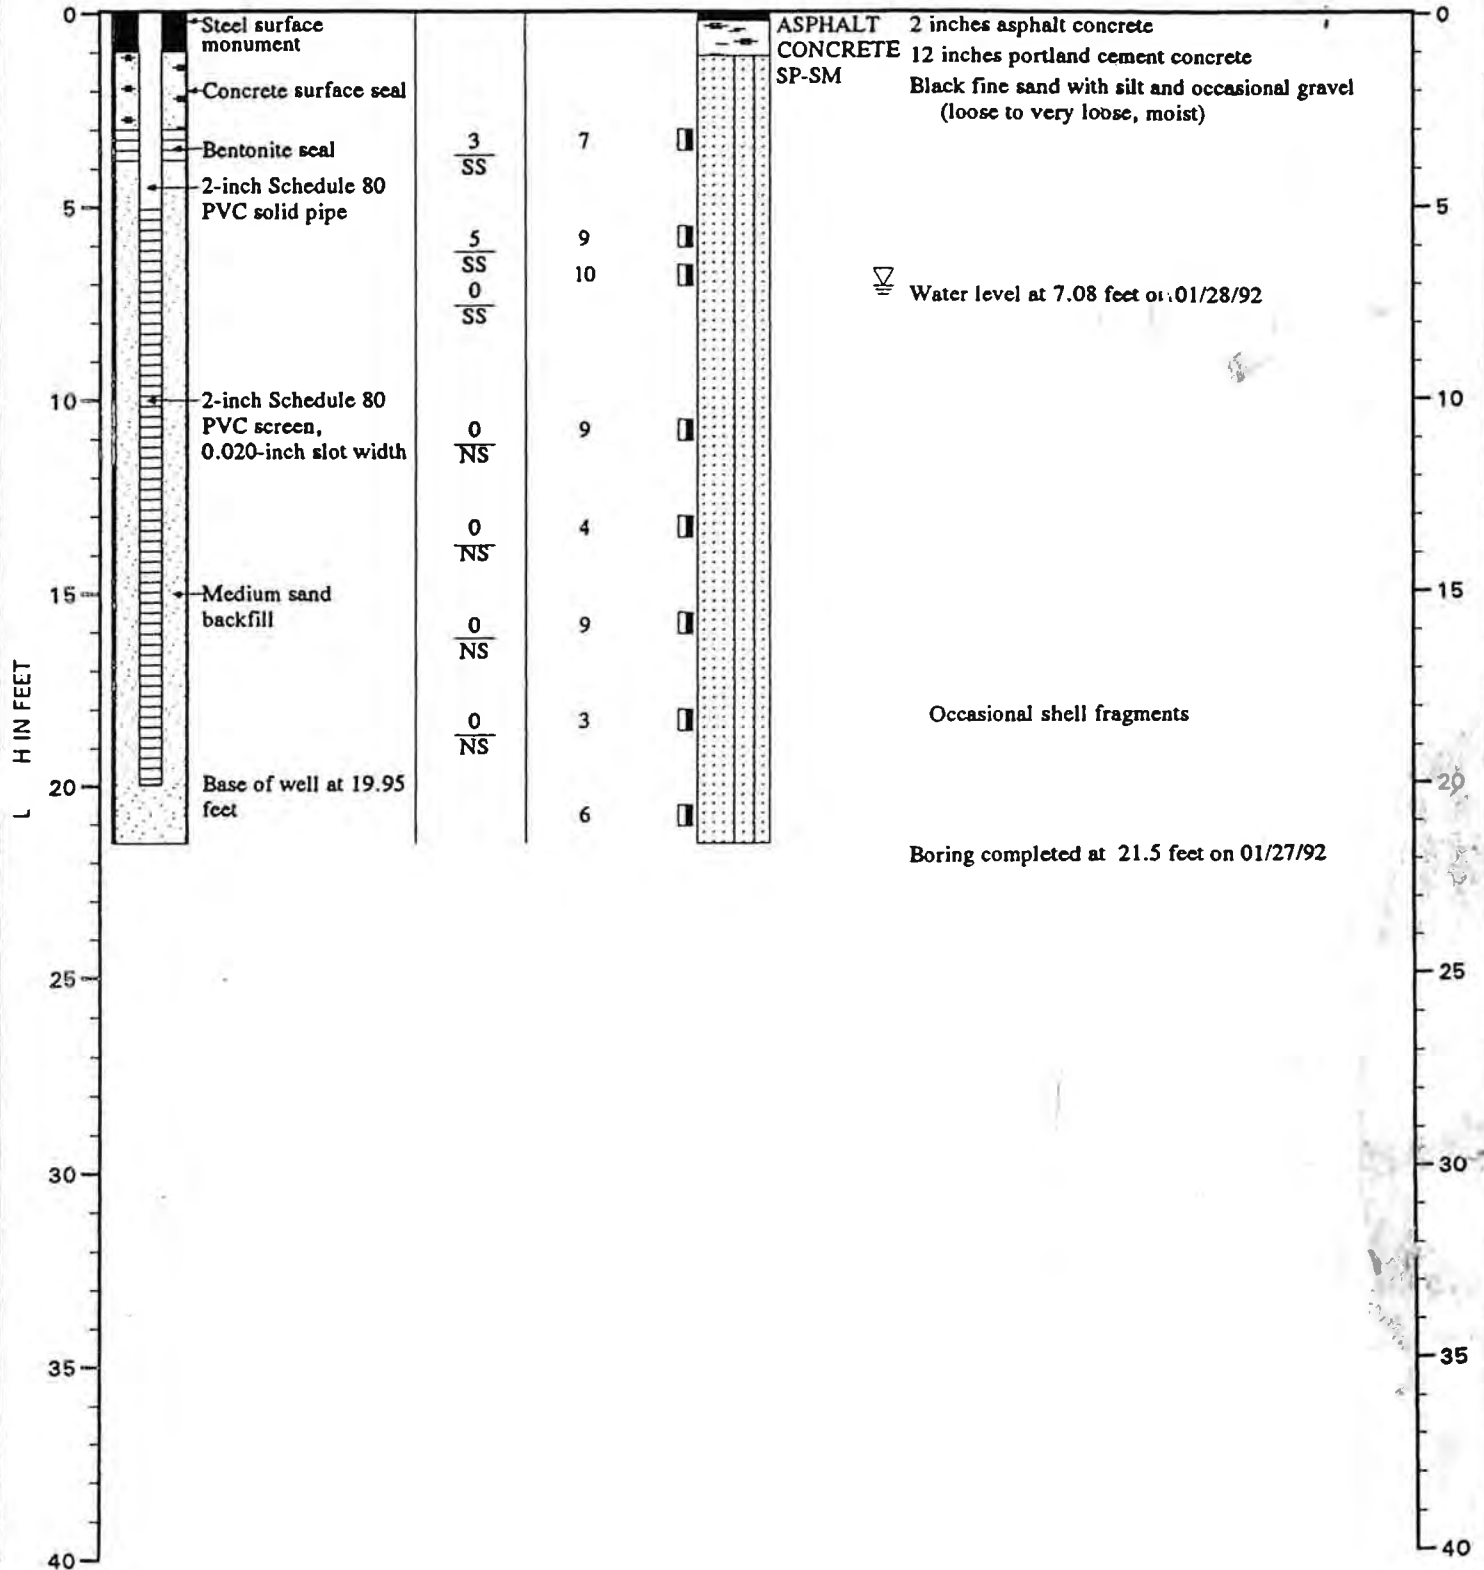 0
Steel surface
monument
Concrete surface seal
Bentonite seal
2-inch Schedule 80
PVC solid pipe
5
10
2-inch Schedule 80
PVC screen,
0.020-inch slot width
15
Medium sand
backfill
H IN FEET
20
Base of well at 19.95
feet
25
30
35
40
3
SS
5
SS
0
SS
0
NS
0
NS
0
NS
0
NS
7
9
10
9
4
9
3
6
ASPHALT
CONCRETE
SP-SM
2 inches asphalt concrete
12 inches portland cement concrete
Black fine sand with silt and occasional gravel
(loose to very loose, moist)
Water level at 7.08 feet on 01/28/92
Occasional shell fragments
Boring completed at 21.5 feet on 01/27/92
0
5
10
15
20
25
30
35
40